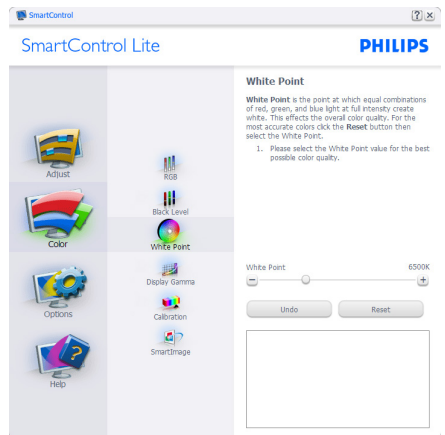 SmartControl
? x
SmartControl Lite
PHILIPS
Adjust
Color
Options
Help
RGB
Black Level
White Point
Display Gamma
Calibration
SmartImage
White Point
White Point is the point at which equal combinations
of red, green, and blue light at full intensity create
white. This effects the overall color quality. For the
most accurate colors click the Reset button then
select the White Point.
1. Please select the White Point value for the best
possible color quality.
White Point 6500K
- +
Undo Reset